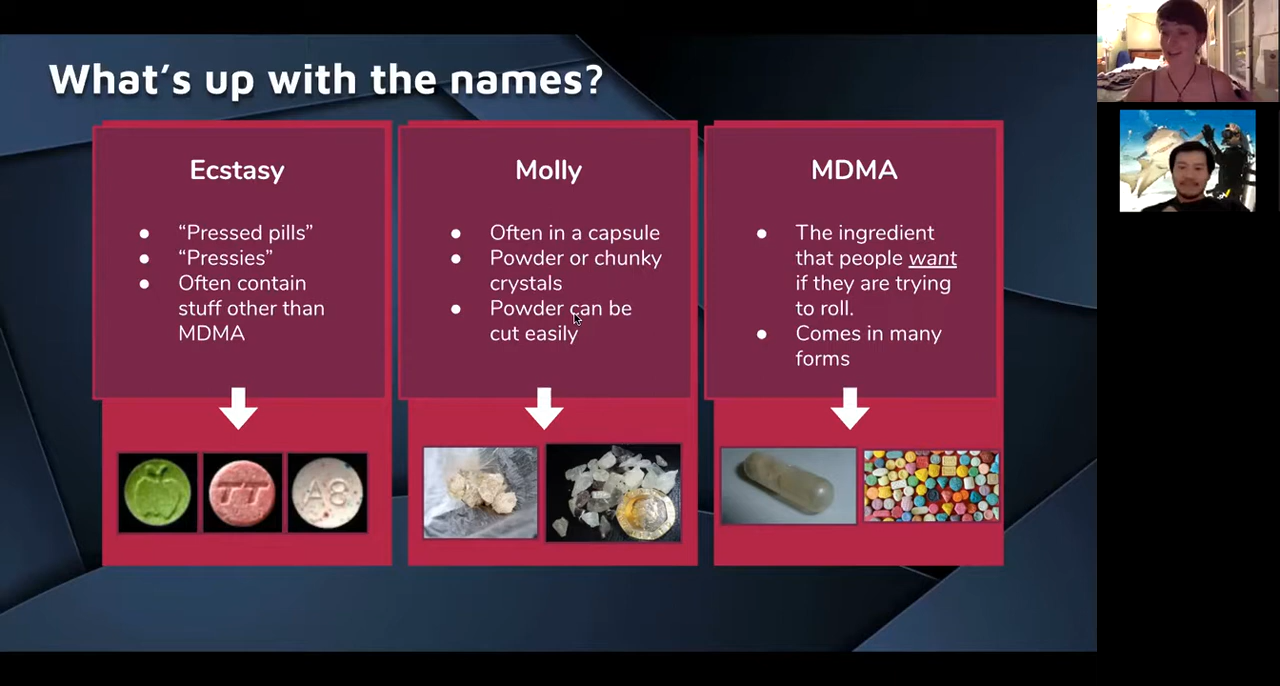 What's up with the names?
Ecstasy
● “Pressed pills”
● “Pressies”
● Often contain
stuff other than
MDMA
Molly
● Often in a capsule
● Powder or chunky
crystals
● Powder can be
cut easily
MDMA
● The ingredient
that people want
if they are trying
to roll.
● Comes in many
forms
TT
A8